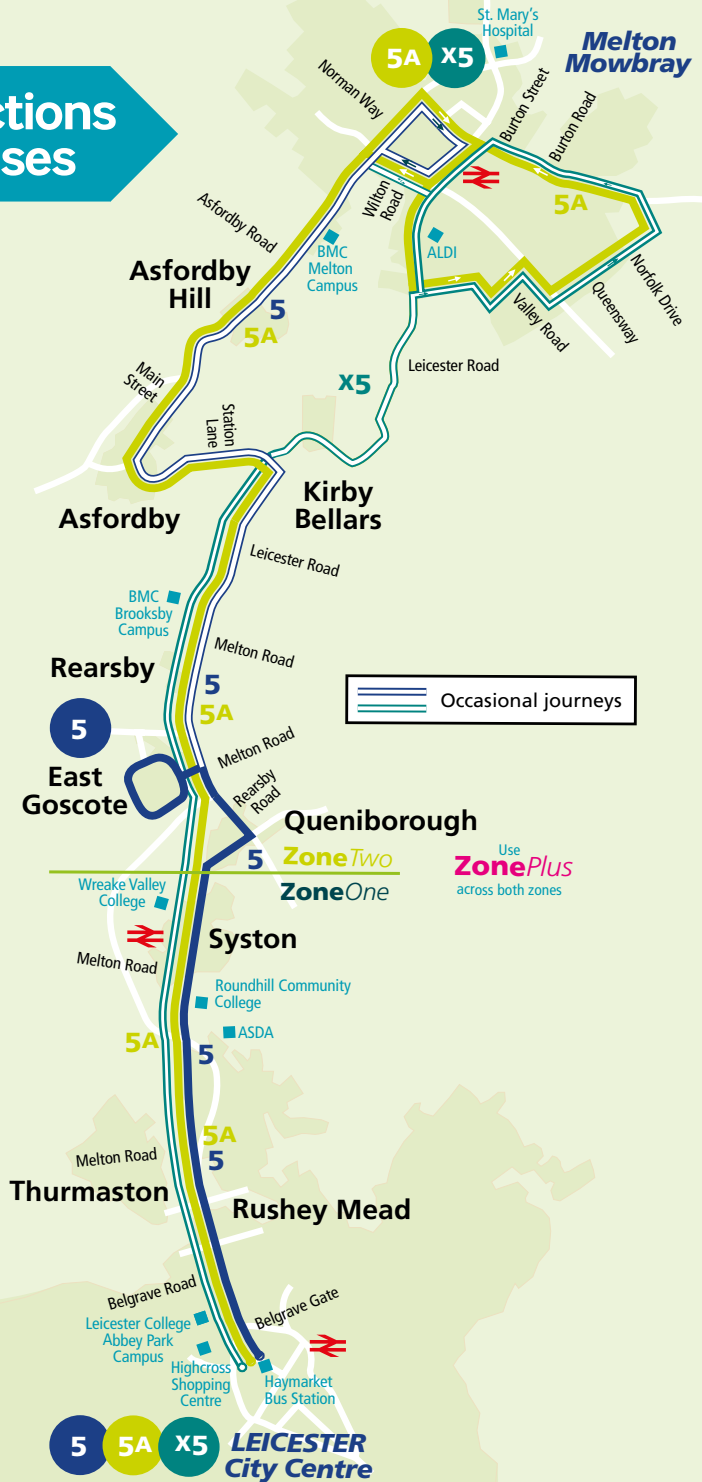 St. Mary's
Hospital
5A
X5
Melton
Mowbray
ctions
ses
Norman Way
Burton Street
Burton Road
Wilton
Road
5A
Asfordby Road
BMC
Melton
Campus
ALDI
Asfordby
Hill
5
5A
Norfolk Drive
Queensway
Valley Road
Leicester Road
X5
Main
Street
Station
Lane
Kirby
Bellars
Asfordby
Leicester Road
BMC
Brooksby
Campus
Melton Road
Rearsby
5
5A
Occasional journeys
5
Melton Road
East
Goscote
Rearsby
Road
Queniborough
5
ZoneTwo
ZoneOne
Use
ZonePlus
across both zones
Wreake Valley
College
Syston
Melton Road
Roundhill Community
College
5A
ASDA
5
5A
5
Melton Road
Thurmaston
Rushey Mead
Belgrave Road
Belgrave Gate
Leicester College
Abbey Park
Campus
Highcross
Shopping
Centre
Haymarket
Bus Station
5
5A
X5
LEICESTER
City Centre